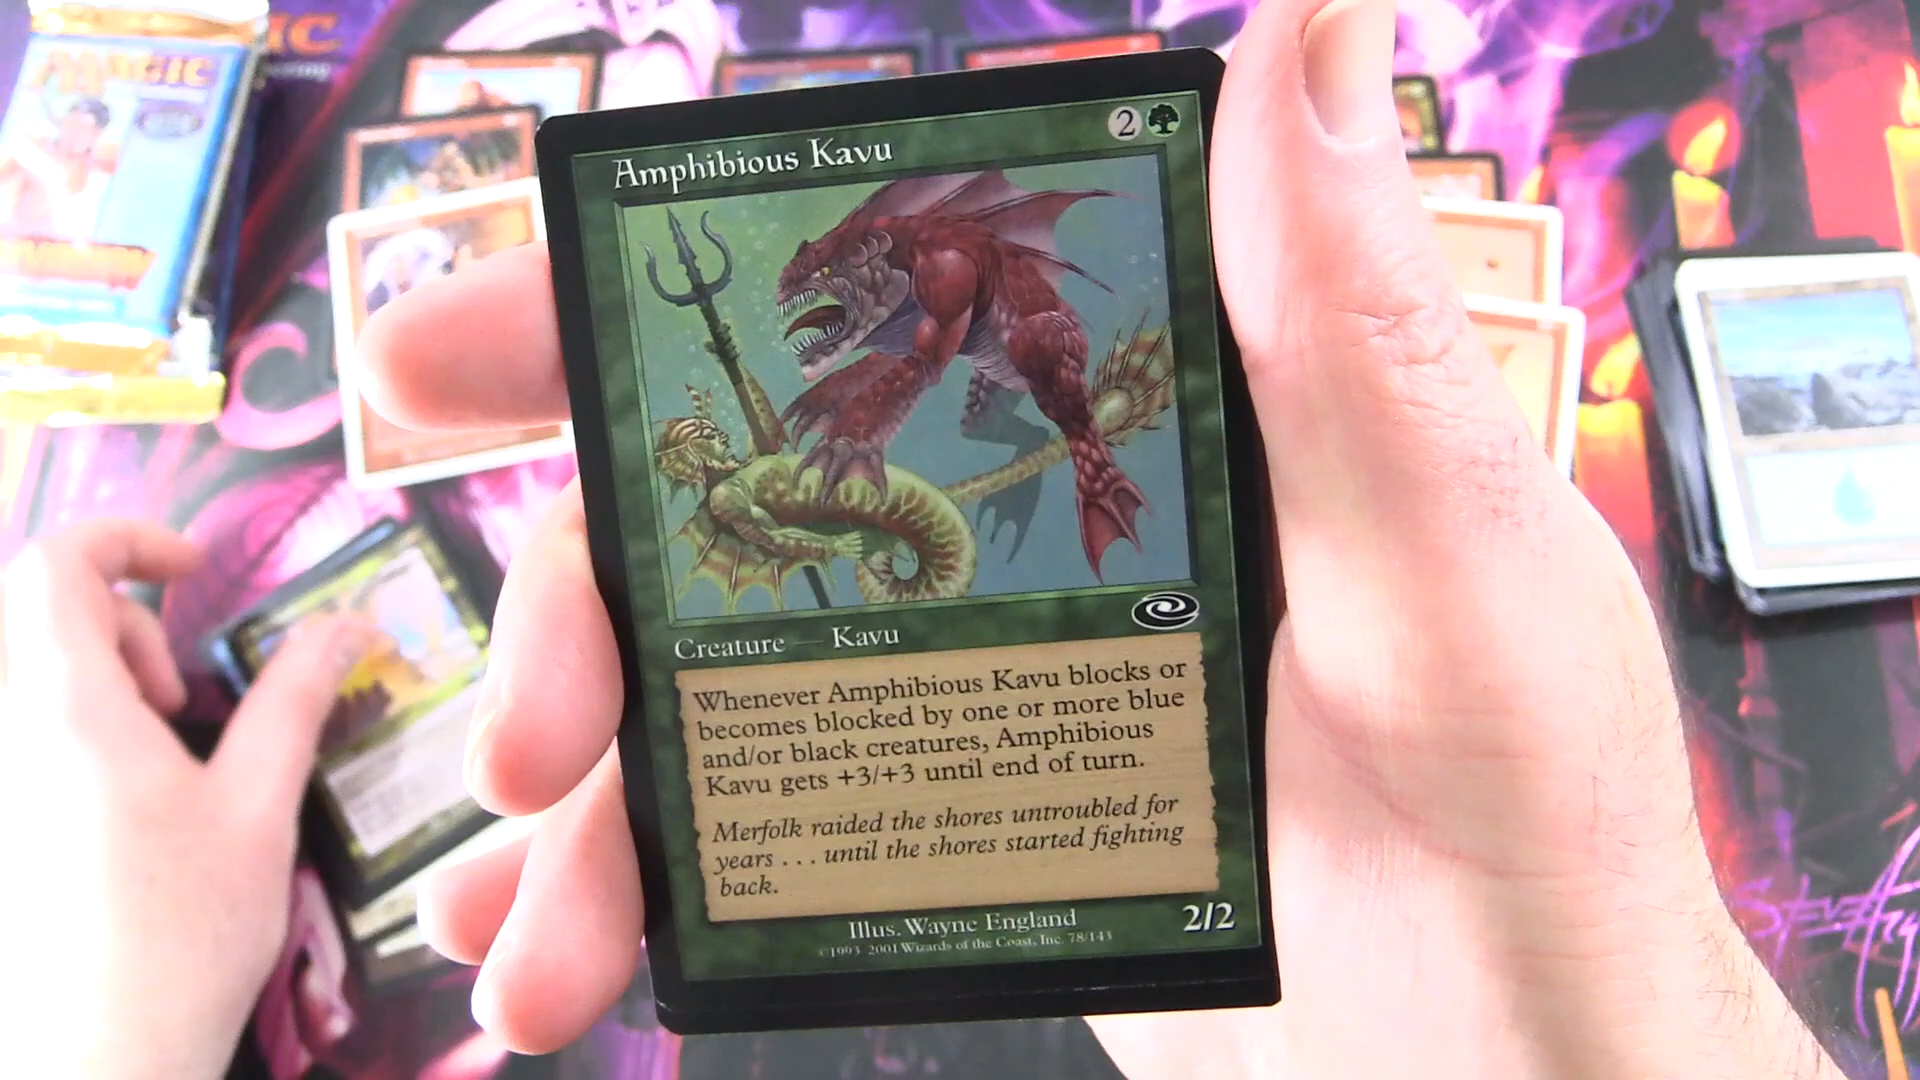 MAGIC
Amphibious Kavu
2
Creature — Kavu
Whenever Amphibious Kavu blocks or
becomes blocked by one or more blue
and/or black creatures, Amphibious
Kavu gets +3/+3 until end of turn.
Merfolk raided the shores untroubled for
years . . . until the shores started fighting
back.
Illus. Wayne England
2/2
©1993–2001 Wizards of the Coast, Inc. 78/143